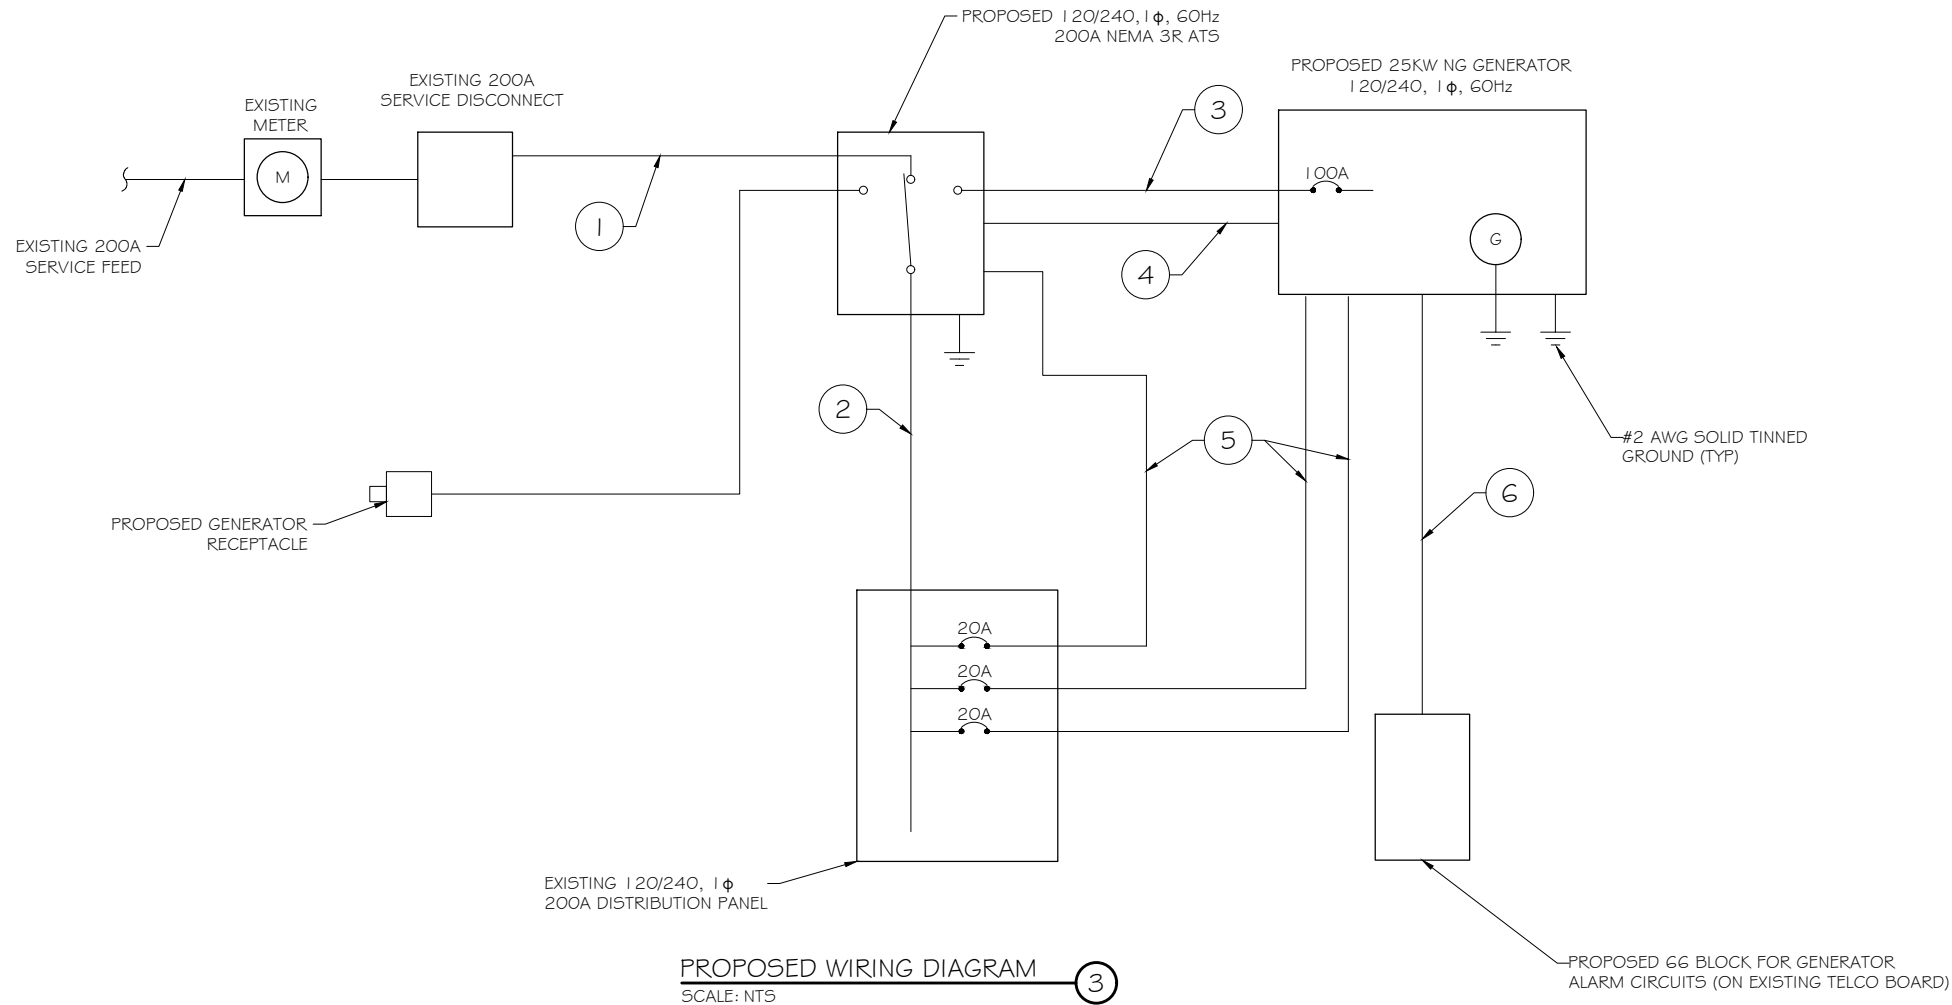 PROPOSED 120/240, 1ϕ, 60Hz
200A NEMA 3R ATS
PROPOSED 25KW NG GENERATOR
120/240, 1ϕ, 60Hz
EXISTING 200A
SERVICE DISCONNECT
EXISTING
METER
M
3
100A
1
EXISTING 200A
SERVICE FEED
G
4
2
5
#2 AWG SOLID TINNED
GROUND (TYP)
6
PROPOSED GENERATOR
RECEPTACLE
20A
20A
20A
EXISTING 120/240, 1ϕ
200A DISTRIBUTION PANEL
PROPOSED 66 BLOCK FOR GENERATOR
ALARM CIRCUITS (ON EXISTING TELCO BOARD)
PROPOSED WIRING DIAGRAM
3
SCALE: NTS